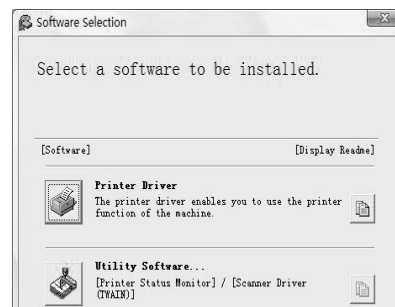 Software Selection
Select a software to be installed.
[Software] [Display Readme]
Printer Driver
The printer driver enables you to use the printer
function of the machine.
Utility Software...
[Printer Status Monitor] / [Scanner Driver
(TWAIN)]